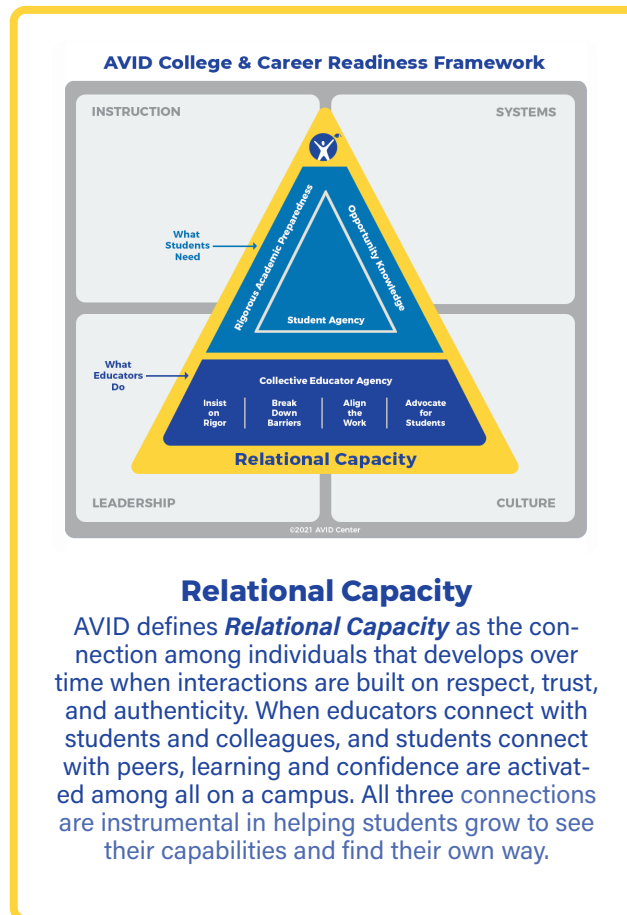 AVID College & Career Readiness Framework
INSTRUCTION
SYSTEMS
What
Students
Need
Rigorous Academic Preparedness
Opportunity Knowledge
Student Agency
What
Educators
Do
Collective Educator Agency
Insist
on
Rigor
Break
Down
Barriers
Align
the
Work
Advocate
for
Students
Relational Capacity
LEADERSHIP
CULTURE
©2021 AVID Center
Relational Capacity
AVID defines Relational Capacity as the con-
nection among individuals that develops over
time when interactions are built on respect, trust,
and authenticity. When educators connect with
students and colleagues, and students connect
with peers, learning and confidence are activat-
ed among all on a campus. All three connections
are instrumental in helping students grow to see
their capabilities and find their own way.